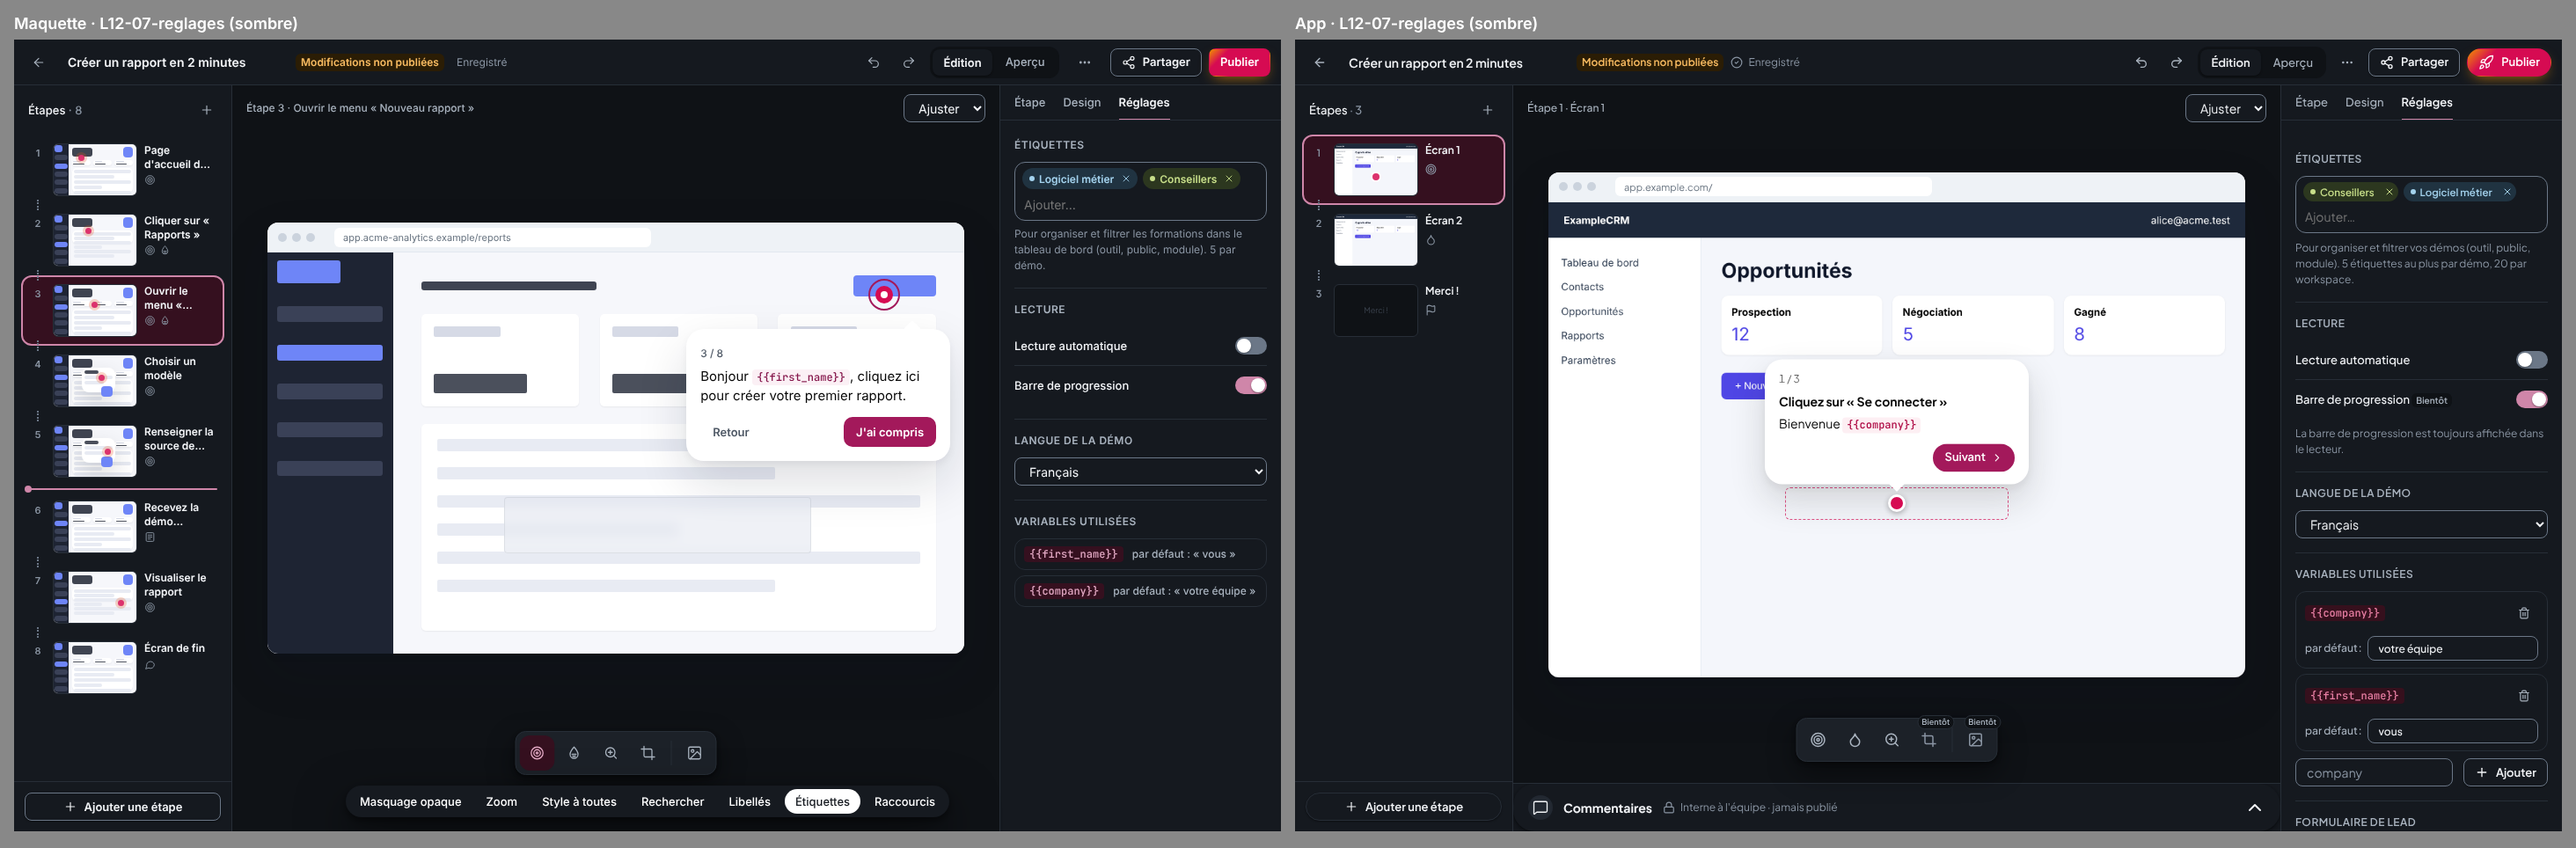 Maquette · L12-07-reglages (sombre)
Créer un rapport en 2 minutes
Modifications non publiées
Enregistré
Édition
Aperçu
Partager
Publier
Étapes · 8
1
Page
d'accueil d...
2
Cliquer sur «
Rapports »
3
Ouvrir le
menu «...
4
Choisir un
modèle
5
Renseigner la
source de...
6
Recevez la
démo...
7
Visualiser le
rapport
8
Écran de fin
Ajouter une étape
Étape 3 · Ouvrir le menu « Nouveau rapport »
Ajuster
app.acme-analytics.example/reports
3 / 8
Bonjour {{first_name}}, cliquez ici
pour créer votre premier rapport.
Retour
J'ai compris
Masquage opaque
Zoom
Style à toutes
Rechercher
Libellés
Étiquettes
Raccourcis
Étape
Design
Réglages
ÉTIQUETTES
Logiciel métier
Conseillers
Ajouter...
Pour organiser et filtrer les formations dans le
tableau de bord (outil, public, module). 5 par
démo.
LECTURE
Lecture automatique
Barre de progression
LANGUE DE LA DÉMO
Français
VARIABLES UTILISÉES
{{first_name}} par défaut : « vous »
{{company}} par défaut : « votre équipe »
App · L12-07-reglages (sombre)
Créer un rapport en 2 minutes
Modifications non publiées
Enregistré
Édition
Aperçu
Partager
Publier
Étapes · 3
1
Écran 1
2
Écran 2
3
Merci !
Merci !
Ajouter une étape
Étape 1 · Écran 1
Ajuster
app.example.com/
ExampleCRM
alice@acme.test
Tableau de bord
Contacts
Opportunités
Rapports
Paramètres
Opportunités
Prospection
12
Négociation
5
Gagné
8
+ Nouv
1 / 3
Cliquez sur « Se connecter »
Bienvenue {{company}}
Suivant
Bientôt
Bientôt
Commentaires
Interne à l'équipe · jamais publié
Étape
Design
Réglages
ÉTIQUETTES
Conseillers
Logiciel métier
Ajouter...
Pour organiser et filtrer vos démos (outil, public,
module). 5 étiquettes au plus par démo, 20 par
workspace.
LECTURE
Lecture automatique
Barre de progression Bientôt
La barre de progression est toujours affichée dans
le lecteur.
LANGUE DE LA DÉMO
Français
VARIABLES UTILISÉES
{{company}}
par défaut : votre équipe
{{first_name}}
par défaut : vous
company
Ajouter
FORMULAIRE DE LEAD